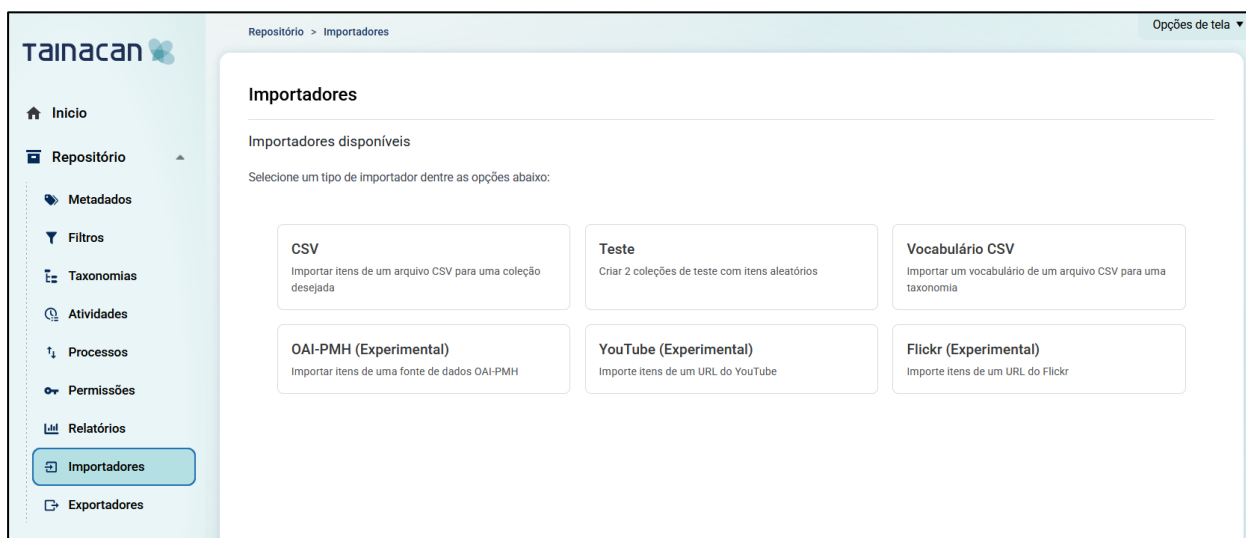 Tainacan
Repositório > Importadores
Opções de tela ▼
Inicio
Repositório
Metadados
Filtros
Taxonomias
Atividades
Processos
Permissões
Relatórios
Importadores
Exportadores
Importadores
Importadores disponíveis
Selecione um tipo de importador dentre as opções abaixo:
CSV
Importar itens de um arquivo CSV para uma coleção
desejada
Teste
Criar 2 coleções de teste com itens aleatórios
Vocabulário CSV
Importar um vocabulário de um arquivo CSV para uma
taxonomia
OAI-PMH (Experimental)
Importar itens de uma fonte de dados OAI-PMH
YouTube (Experimental)
Importe itens de um URL do YouTube
Flickr (Experimental)
Importe itens de um URL do Flickr